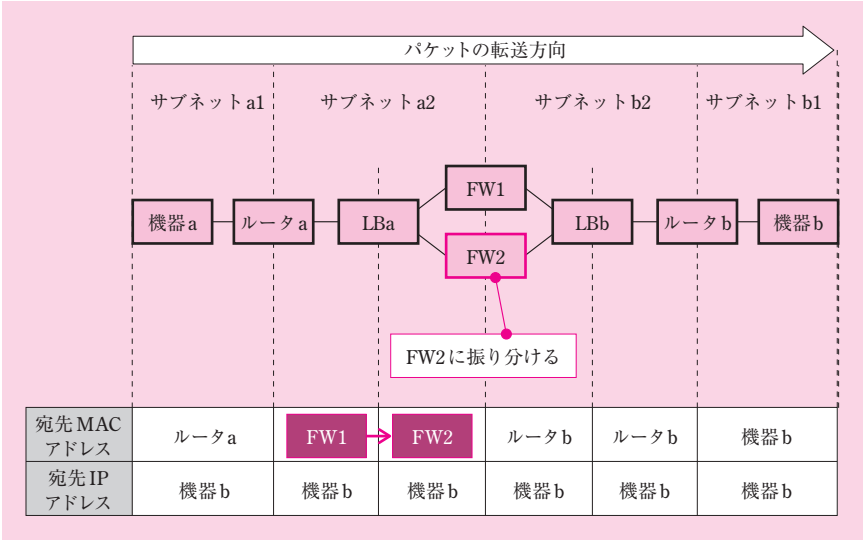 パケットの転送方向
サブネットa1 サブネットa2 サブネットb2 サブネットb1
FW1
機器a ルータa LBa LBb ルータb 機器b
FW2
FW2に振り分ける
宛先MAC
アドレス
ルータa FW1 FW2 ルータb ルータb 機器b
宛先IP
アドレス
機器b 機器b 機器b 機器b 機器b 機器b